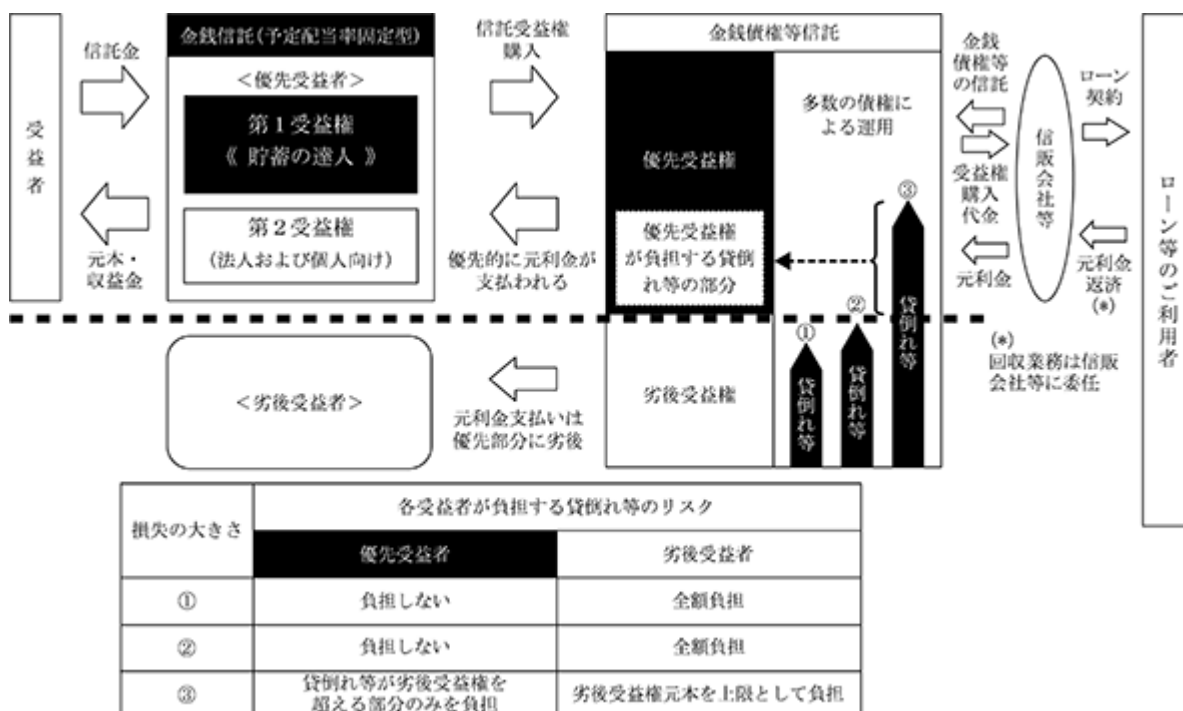 受益者
信託金
元本・
収益金
金銭信託(予定配当率固定型)
＜優先受益者＞
第1受益権
《 貯蓄の達人 》
第2受益権
(法人および個人向け)
信託受益権
購入
優先的に元利金が
支払われる
金銭債権等信託
優先受益権
優先受益権
が負担する貸倒
れ等の部分
多数の債権に
よる運用
③
②
①
貸倒れ等
貸倒れ等
貸倒れ等
金銭
債権等
の信託
受益権
購入
代金
元利金
信販会社等
ローン
契約
元利金
返済
(*)
ローン等のご利用者
(*)
回収業務は信販
会社等に委任
＜劣後受益者＞
元利金支払いは
優先部分に劣後
劣後受益権
損失の大きさ
各受益者が負担する貸倒れ等のリスク
優先受益者
劣後受益者
①
負担しない
全額負担
②
負担しない
全額負担
③
貸倒れ等が劣後受益権を
超える部分のみを負担
劣後受益権元本を上限として負担